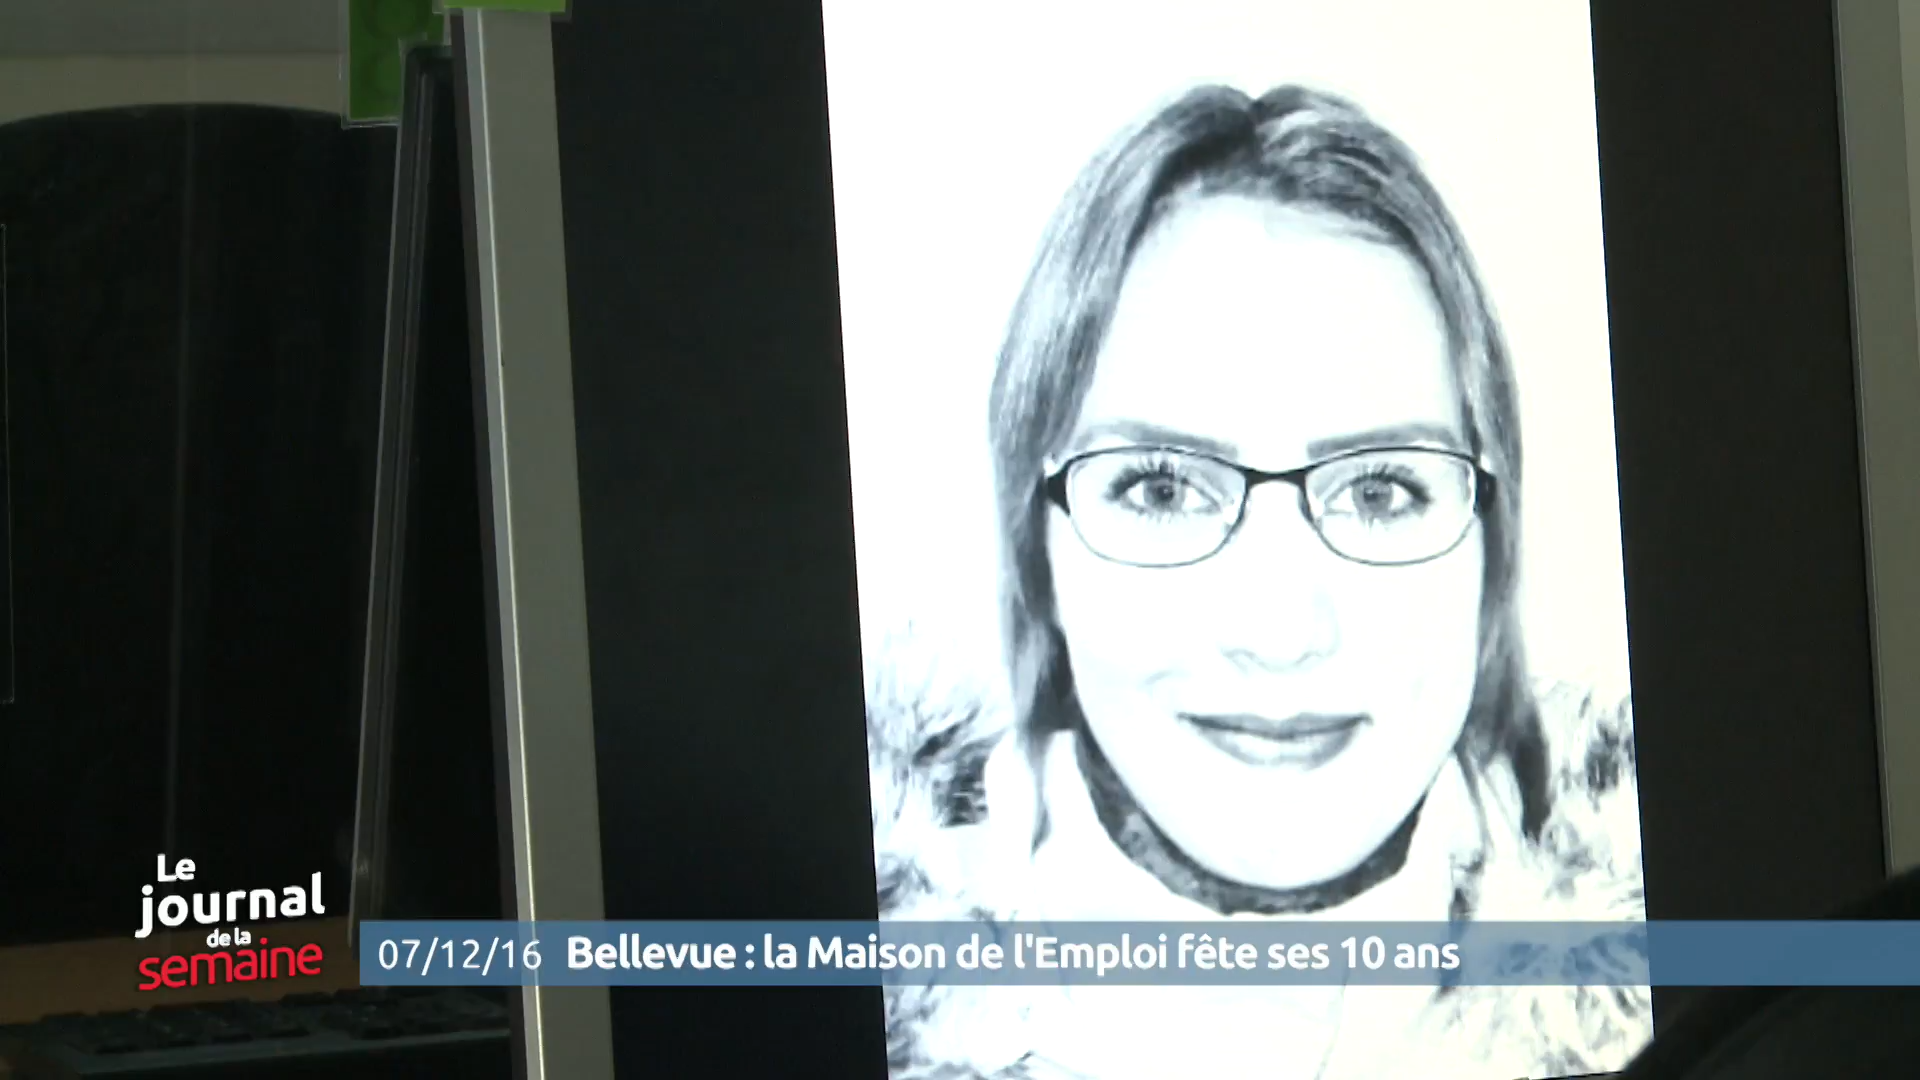 Le
journal
de la
semaine
07/12/16 Bellevue : la Maison de l'Emploi fête ses 10 ans